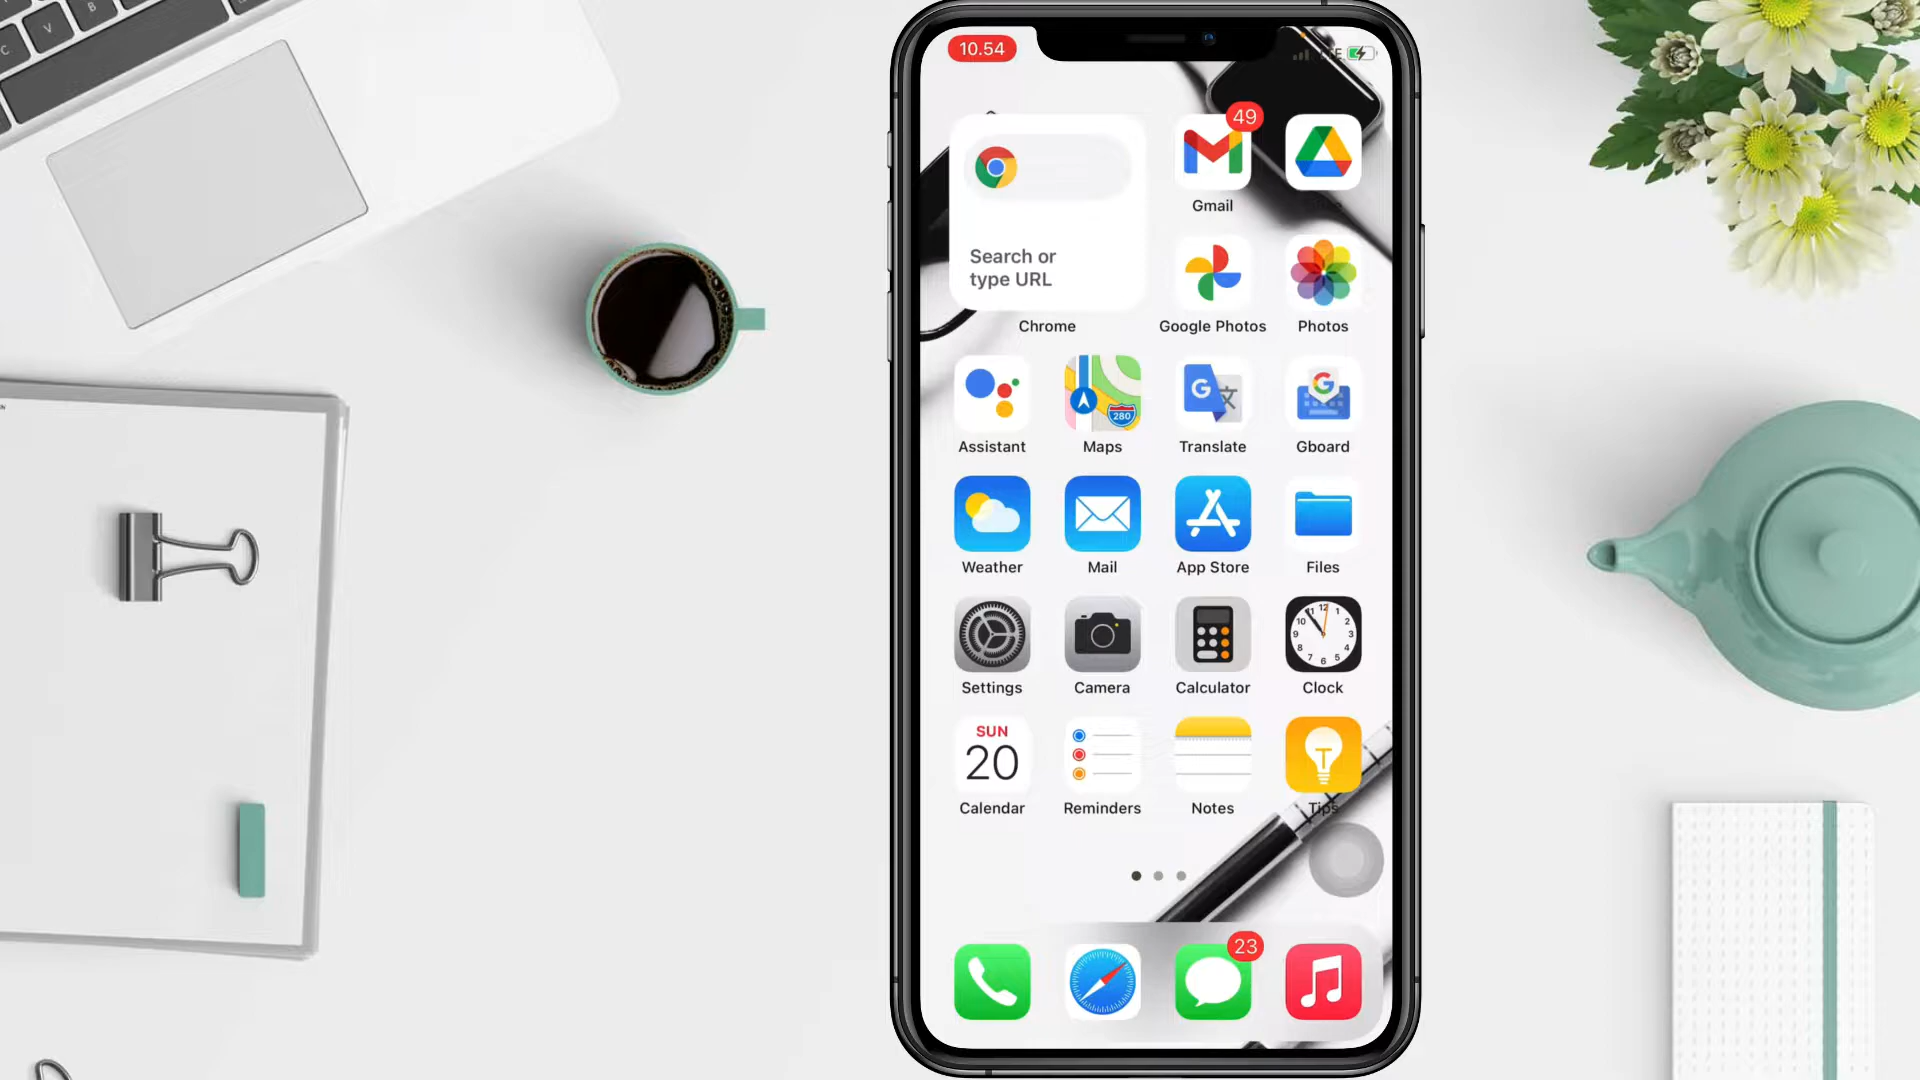 10.54
49
Gmail
Search or
type URL
Chrome
Google Photos
Photos
280
Assistant
Maps
Translate
Gboard
Weather
Mail
App Store
Files
Settings
Camera
Calculator
Clock
SUN
20
Calendar
Reminders
Notes
Tips
23